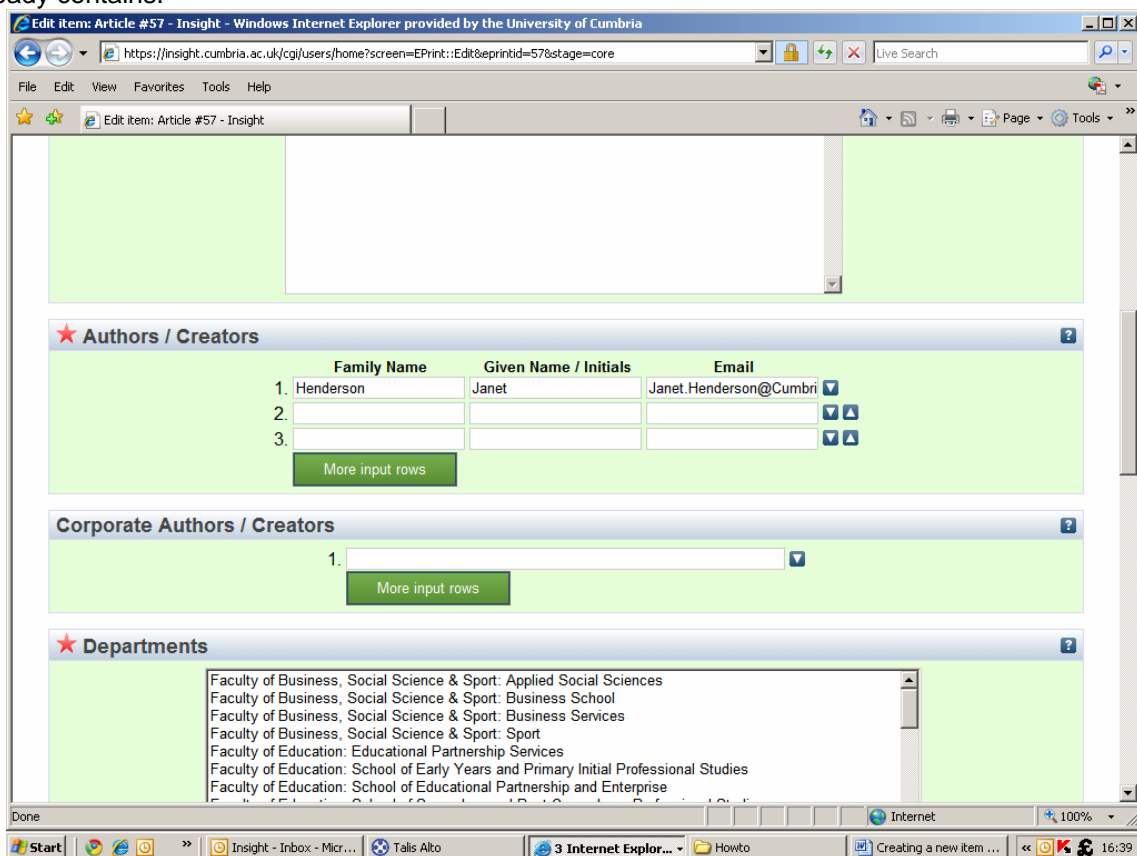 ady contains.
Edit item: Article #57 - Insight - Windows Internet Explorer provided by the University of Cumbria
https://insight.cumbria.ac.uk/cgi/users/home?screen=EPrint::Edit&eprintid=57&stage=core
Live Search
File Edit View Favorites Tools Help
Edit item: Article #57 - Insight
Page Tools »
Authors / Creators ?
Family Name Given Name / Initials Email
1. Henderson Janet Janet.Henderson@Cumbri
2.
3.
More input rows
Corporate Authors / Creators ?
1.
More input rows
Departments ?
Faculty of Business, Social Science & Sport: Applied Social Sciences
Faculty of Business, Social Science & Sport: Business School
Faculty of Business, Social Science & Sport: Business Services
Faculty of Business, Social Science & Sport: Sport
Faculty of Education: Educational Partnership Services
Faculty of Education: School of Early Years and Primary Initial Professional Studies
Faculty of Education: School of Educational Partnership and Enterprise
Done Internet 100%
Start » Insight - Inbox - Micr... Talis Alto 3 Internet Explor... Howto Creating a new item ... « 16:39